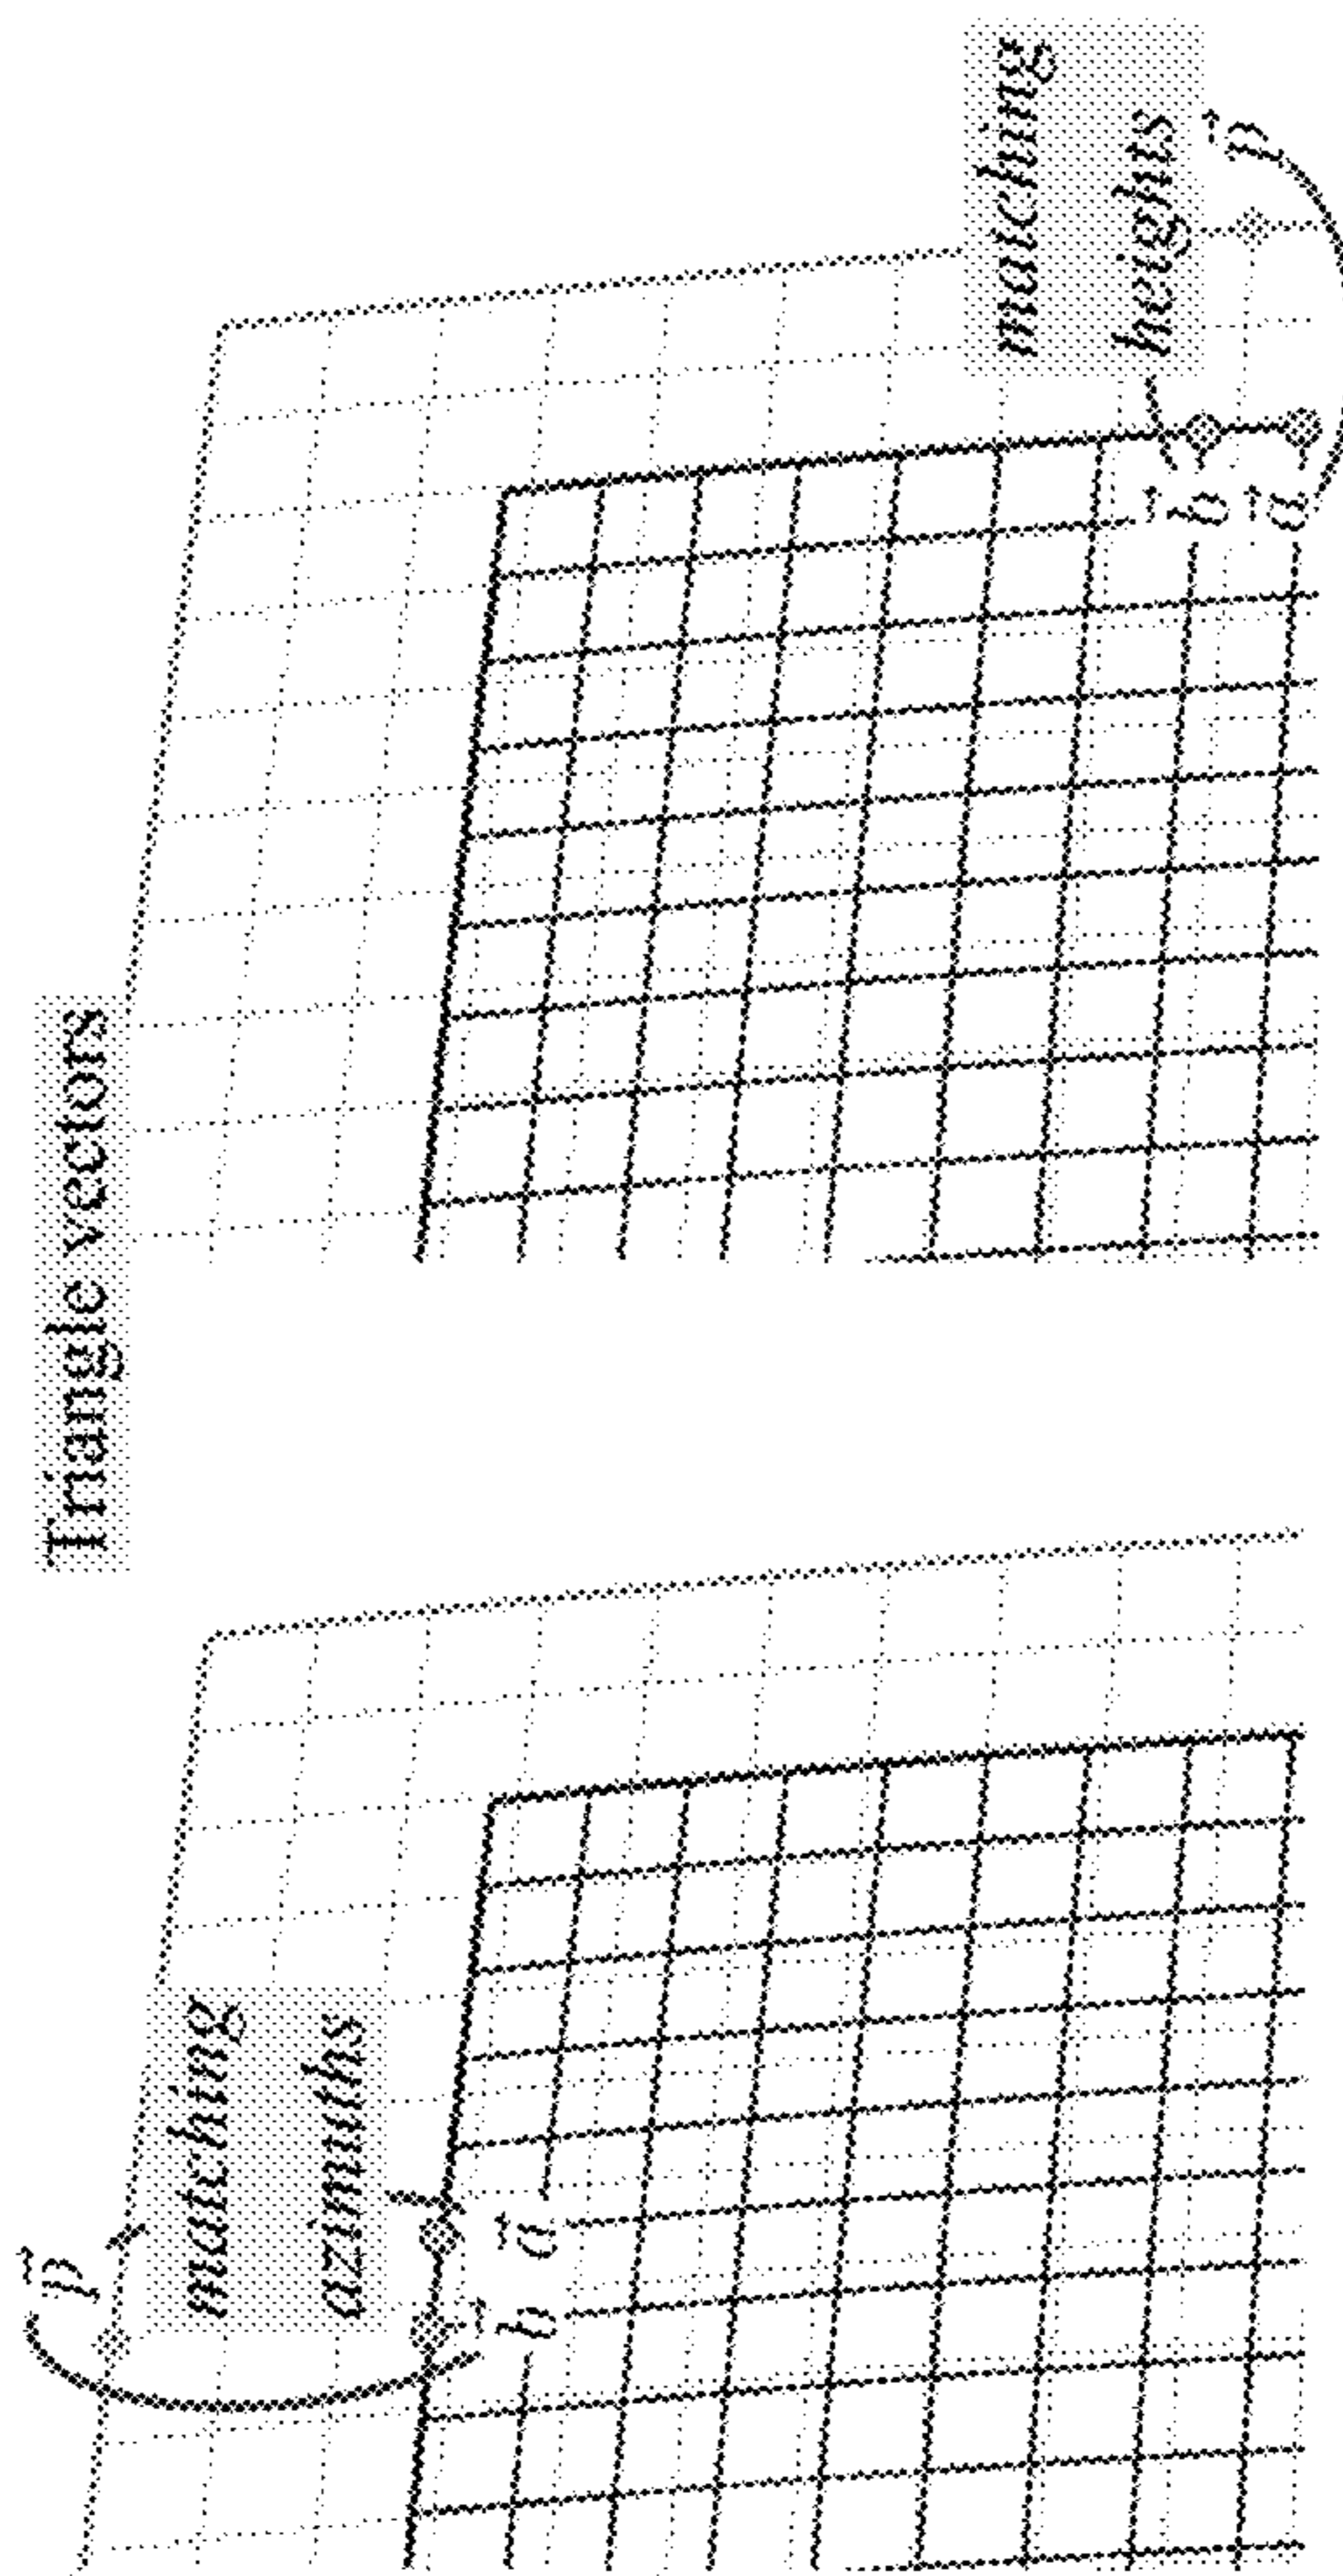 Triangle vectors
matching
azimuths
p⃗
a⃗
b⃗
matching
heights
p⃗
b⃗
a⃗